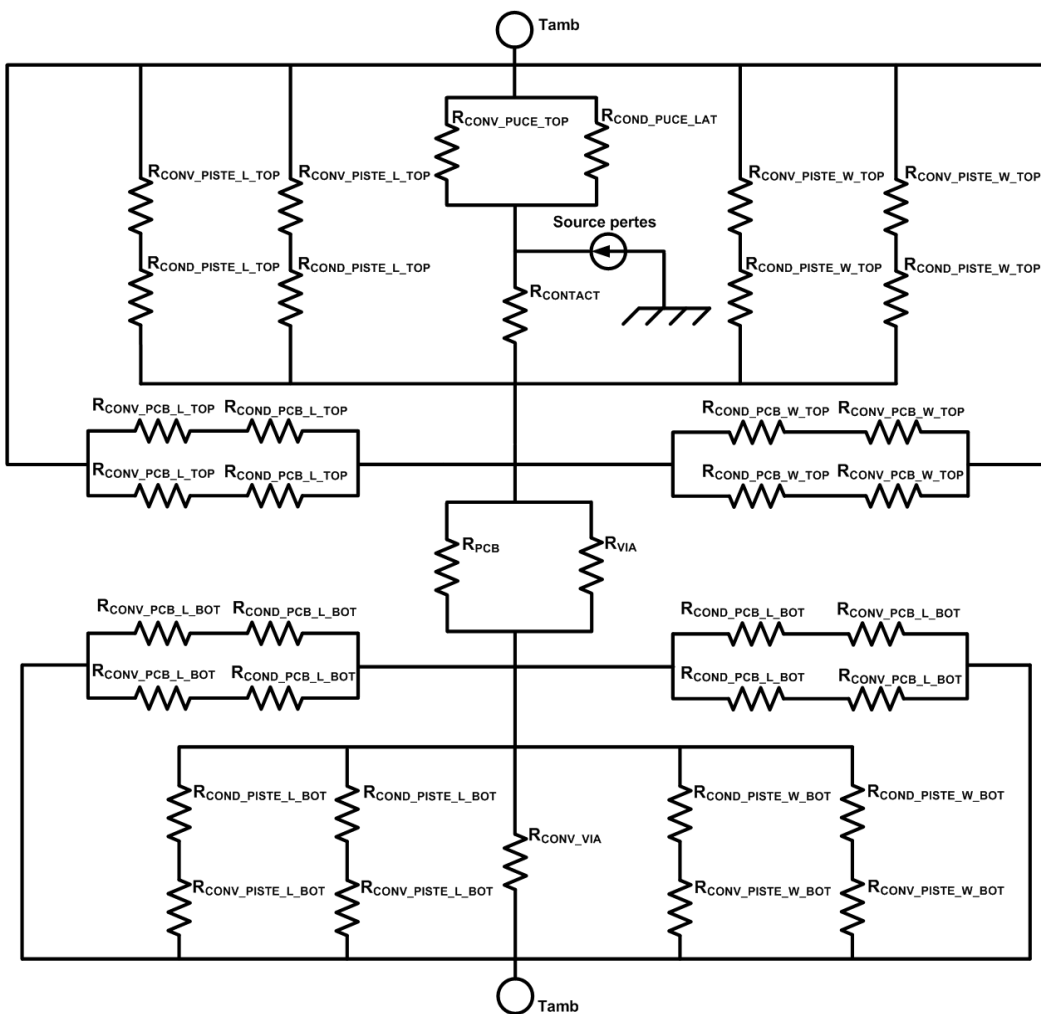 Tamb
RCONV_PUCE_TOP RCOND_PUCE_LAT
RCONV_PISTE_L_TOP RCONV_PISTE_L_TOP RCONV_PISTE_W_TOP RCONV_PISTE_W_TOP
Source pertes
RCOND_PISTE_L_TOP RCOND_PISTE_L_TOP RCOND_PISTE_W_TOP RCOND_PISTE_W_TOP
RCONTACT
RCONV_PCB_L_TOP RCOND_PCB_L_TOP RCOND_PCB_W_TOP RCONV_PCB_W_TOP
RCONV_PCB_L_TOP RCOND_PCB_L_TOP RCOND_PCB_W_TOP RCONV_PCB_W_TOP
RPCB RVIA
RCONV_PCB_L_BOT RCOND_PCB_L_BOT RCOND_PCB_L_BOT RCONV_PCB_L_BOT
RCONV_PCB_L_BOT RCOND_PCB_L_BOT RCOND_PCB_L_BOT RCONV_PCB_L_BOT
RCOND_PISTE_L_BOT RCOND_PISTE_L_BOT RCOND_PISTE_W_BOT RCOND_PISTE_W_BOT
RCONV_VIA
RCONV_PISTE_L_BOT RCONV_PISTE_L_BOT RCONV_PISTE_W_BOT RCONV_PISTE_W_BOT
Tamb